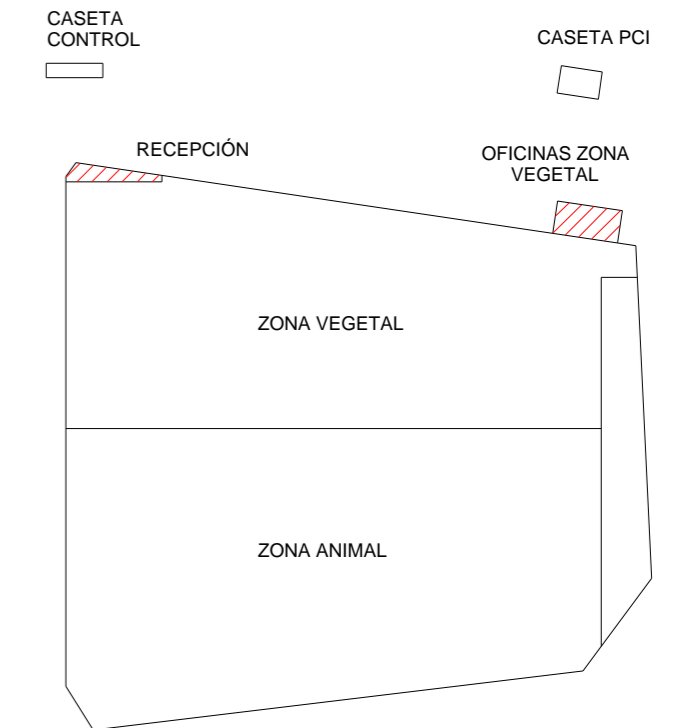 CASETA
CONTROL
CASETA PCI
RECEPCIÓN
OFICINAS ZONA
VEGETAL
ZONA VEGETAL
ZONA ANIMAL